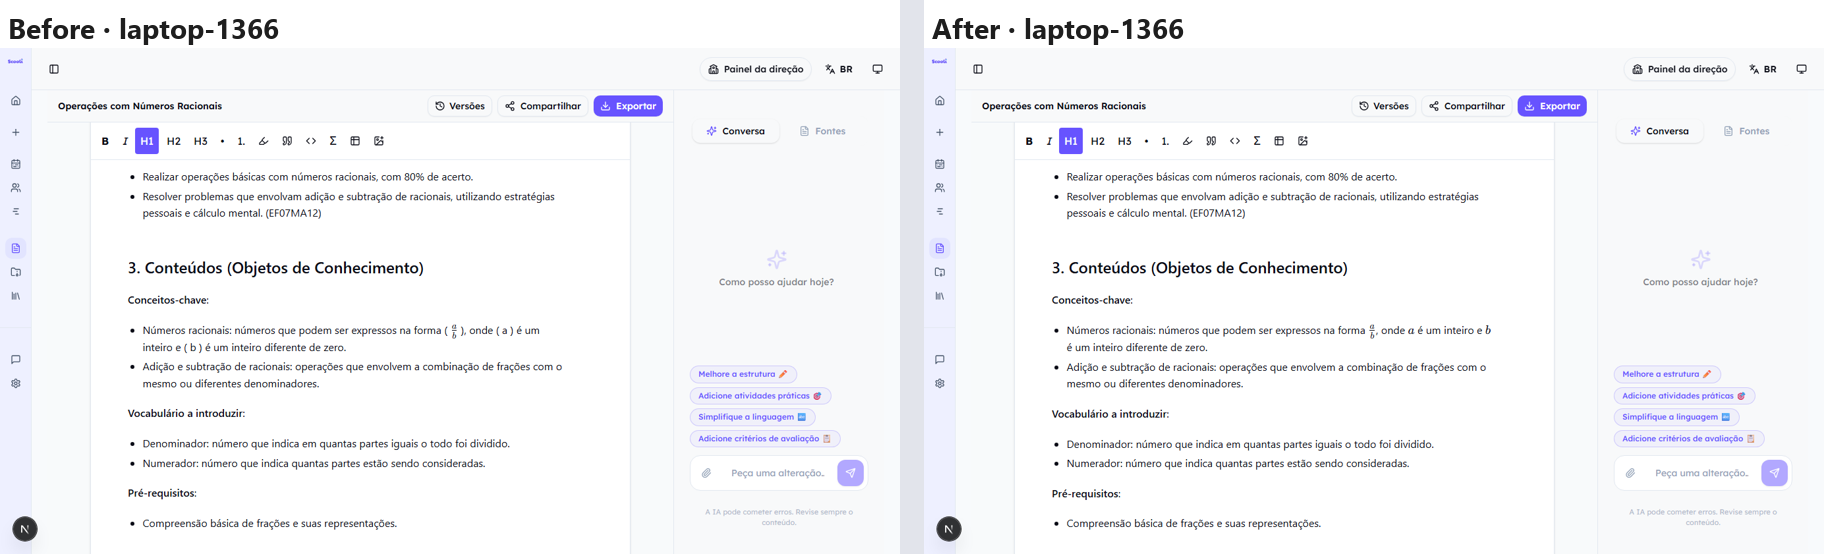 Before · laptop-1366
Scooli
Painel da direção
BR
Operações com Números Racionais
Versões
Compartilhar
Exportar
B I H1 H2 H3 • 1. Σ
Conversa
Fontes
• Realizar operações básicas com números racionais, com 80% de acerto.
• Resolver problemas que envolvam adição e subtração de racionais, utilizando estratégias
pessoais e cálculo mental. (EF07MA12)
3. Conteúdos (Objetos de Conhecimento)
Conceitos-chave:
• Números racionais: números que podem ser expressos na forma ( a/b ), onde ( a ) é um
inteiro e ( b ) é um inteiro diferente de zero.
• Adição e subtração de racionais: operações que envolvem a combinação de frações com o
mesmo ou diferentes denominadores.
Vocabulário a introduzir:
• Denominador: número que indica em quantas partes iguais o todo foi dividido.
• Numerador: número que indica quantas partes estão sendo consideradas.
Pré-requisitos:
• Compreensão básica de frações e suas representações.
N
Como posso ajudar hoje?
Melhore a estrutura
Adicione atividades práticas
Simplifique a linguagem
Adicione critérios de avaliação
Peça uma alteração..
A IA pode cometer erros. Revise sempre o
conteúdo.
After · laptop-1366
Scooli
Painel da direção
BR
Operações com Números Racionais
Versões
Compartilhar
Exportar
B I H1 H2 H3 • 1. Σ
Conversa
Fontes
• Realizar operações básicas com números racionais, com 80% de acerto.
• Resolver problemas que envolvam adição e subtração de racionais, utilizando estratégias
pessoais e cálculo mental. (EF07MA12)
3. Conteúdos (Objetos de Conhecimento)
Conceitos-chave:
• Números racionais: números que podem ser expressos na forma a/b, onde a é um inteiro e b
é um inteiro diferente de zero.
• Adição e subtração de racionais: operações que envolvem a combinação de frações com o
mesmo ou diferentes denominadores.
Vocabulário a introduzir:
• Denominador: número que indica em quantas partes iguais o todo foi dividido.
• Numerador: número que indica quantas partes estão sendo consideradas.
Pré-requisitos:
• Compreensão básica de frações e suas representações.
N
Como posso ajudar hoje?
Melhore a estrutura
Adicione atividades práticas
Simplifique a linguagem
Adicione critérios de avaliação
Peça uma alteração..
A IA pode cometer erros. Revise sempre o
conteúdo.